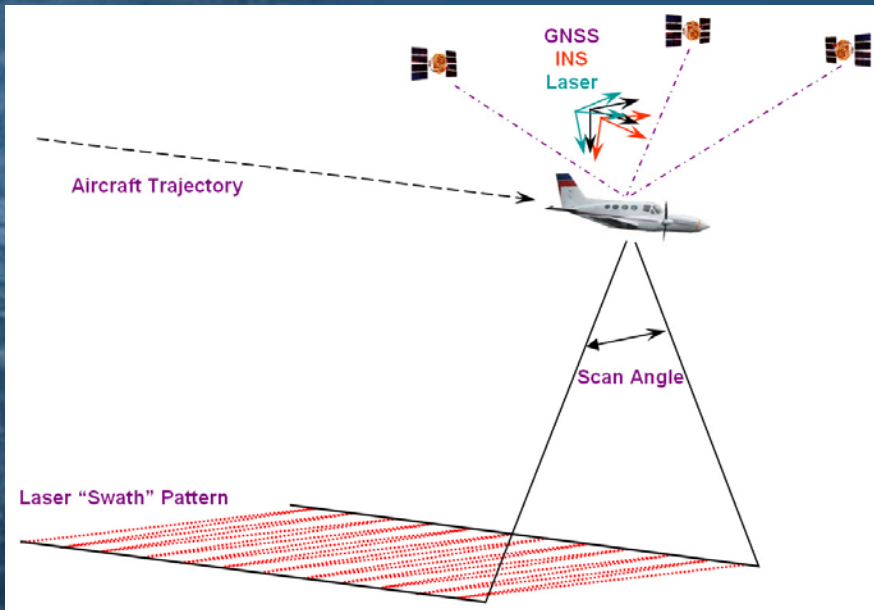 GNSS
INS
Laser
Aircraft Trajectory
Scan Angle
Laser “Swath” Pattern